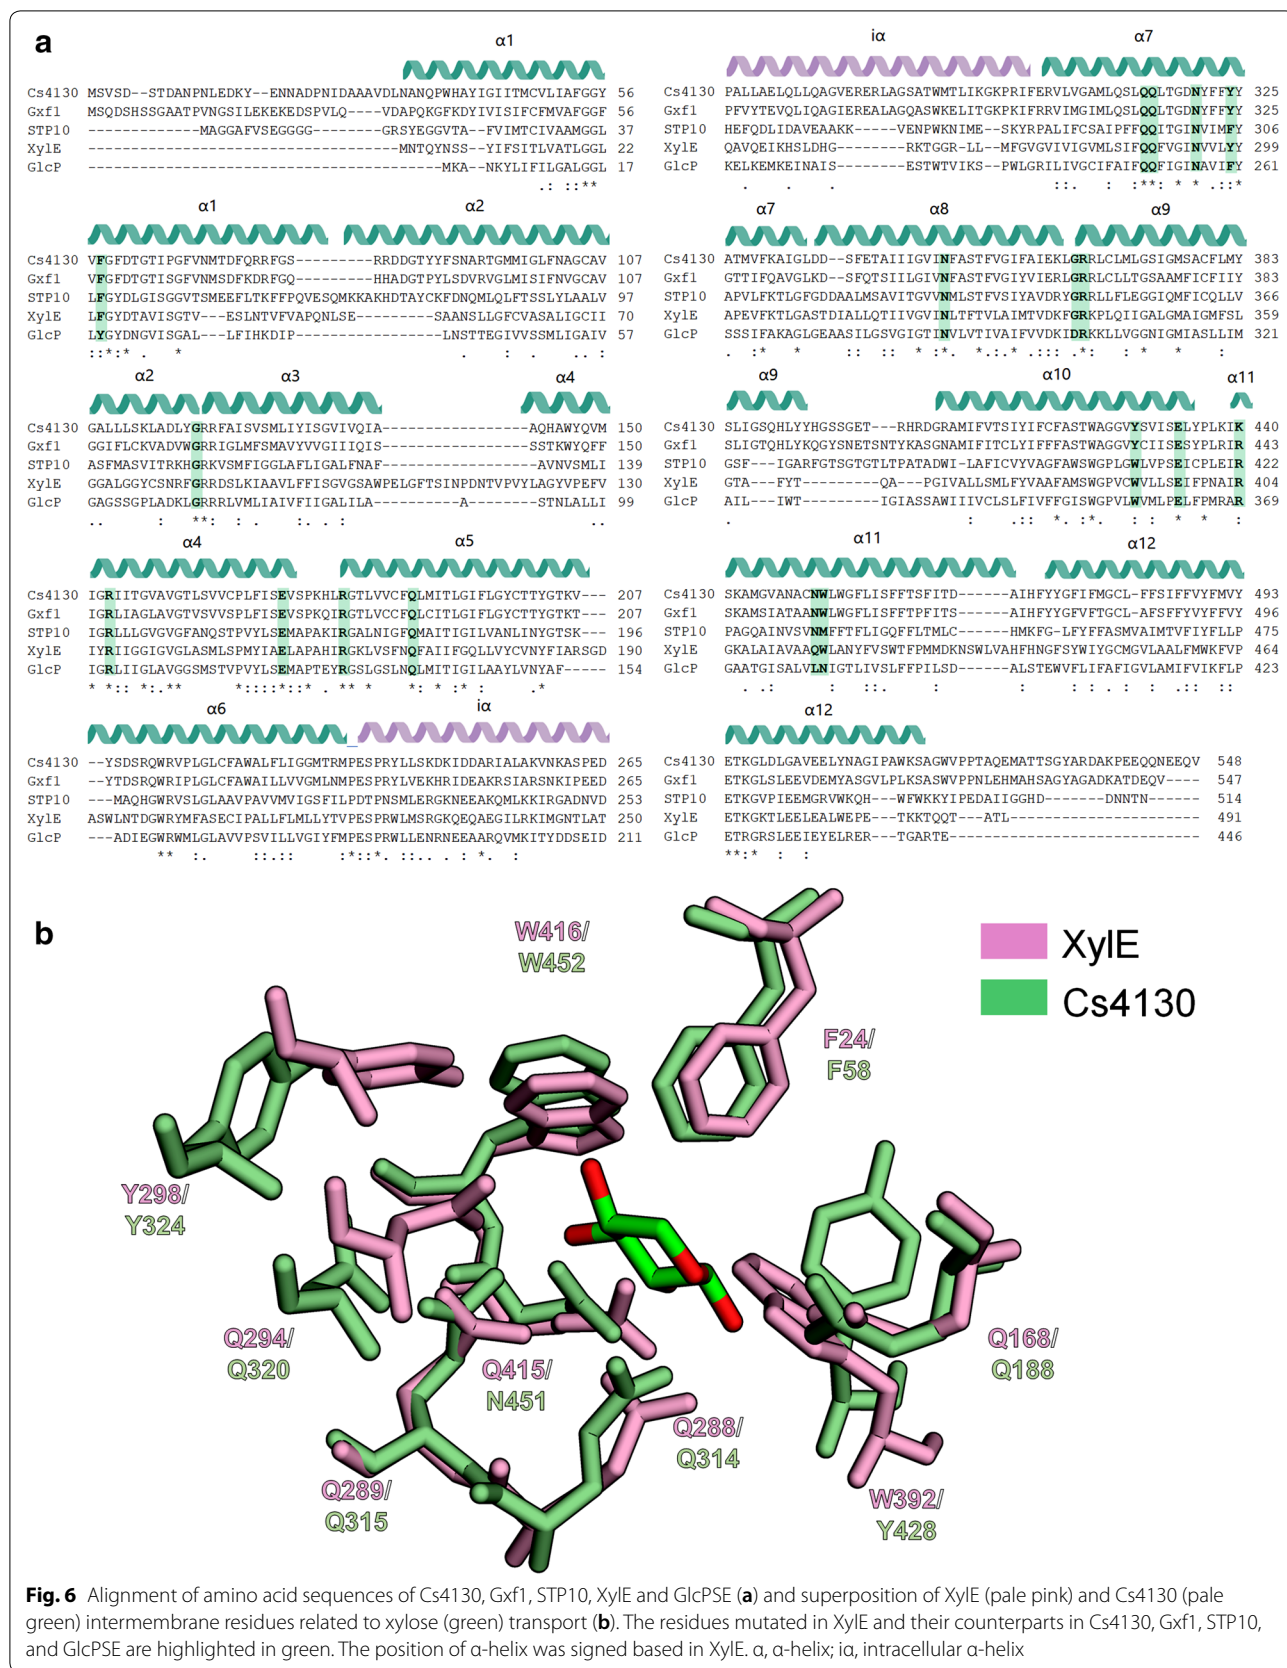 a
α1
Cs4130 MSVSD--STDANPNLEDKY--ENNADPNIDAAAVDLNANQPWHAYIGIITMCVLIAFGGY 56
Gxf1 MSQDSHSSGAATPVNGSILEKEKEDSPVLQ----VDAPQKGFKDYIVISIFCFMVAFGGF 63
STP10 -------------MAGGAFVSEGGGG------GRSYEGGVTA--FVIMTCIVAAMGGL 37
XylE ------------------------------------MNTQYNSS--YIFSITLVATLGGL 22
GlcP -----------------------------------------MKA--NKYLIFILGALGGL 17
.: ::**
α1 α2
Cs4130 VFGFDTGTIPGFVNMTDFQRRFGS--------RRDDGTYYFSNARTGMMIGLFNAGCAV 107
STP10 LFGYDLGISGGVTSMEEFLTKFFPQVESQMKKAKHDTAYCKFDNQMLQLFTSSLYLAALV 97
XylE LFGYDTAVISGTV----ESLNTVFVAPQNLSE------SAANSLLGFCVASALIGCII 70
GlcP LYGYDNGVISGAL---LFIHKDIP--------------LNSTTEGIVVSSMLIGAIV 57
α2 α3 α4
Cs4130 GALLLSKLADLYGRRFAISVSMLIYISGVIVQIA----------------AQHAWYQVM 150
Gxf1 GGIFLCKVADVWGRRIGLMFSMAVYVVGIIIQIS----------------SSTKWYQFF 150
STP10 ASFMASVITRKHGRKVSMFIGGLAFLIGALFNAF----------------AVNVSMLI 139
XylE GGALGGYCSNRFGRRDSLKIAAVLFFISGVGSAWPELGFTSINPDNTVPVYLAGYVPEFV 130
GlcP GAGSSGPLADKLGRRRLVMLIAIVFIIGALILA--------A--------STNLALLI 99
α4 α5
Cs4130 IGRIITGVAVGTLSVVCPLFISEVSPKHLRGTLVVCFQLMITLGIFLGYCTTYGTKV--- 207
Gxf1 IGRLIAGLAVGTVSVVSPLFISEVSPKQIRGTLVCCFQLCITLGIFLGYCTTYGTKT--- 207
STP10 IGRLLLGVGVGFANQSTPVYLSEMAPAKIRGALNIGFQMAITIGILVANLINYGTSK--- 196
XylE IYRIIGGIGVGLASMLSPMYIAELAPAHIRGKLVSFNQFAIIFGQLLVYCVNYFIARSGD 190
GlcP IGRLIIGLAVGGSMSTVPVYLSEMAPTEYRGSLGSLNQLMITIGILAAYLVNYAF----- 154
α6 iα
Cs4130 --YSDSRQWRVPLGLCFAWALFLIGGMTRMPESPRYLLSKDKIDDARIALAKVNKASPED 265
Gxf1 --YTDSRQWRIPLGLCFAWAILLVVGMLNMPESPRYLVGKHRIDEAKRSIARSNKIPEED 265
STP10 ---MAQHGWRVSLGLAAVPAVVMVIGSFILPDTPNSMLERGKNEEAKQMLKKIRGADNVD 253
XylE ASWLNTDGWRYMFASECIPALLFLMLLYTVPESPRWLMSRGKQEQAEGILRKIMGNTLAT 250
GlcP ---ADIEGWRWMLGLAVVPSVILLVGIYFMPESPRWLLENRNEEAARQVMKITYDDSEID 211
iα α7
Cs4130 PALLAELQLLQAGVERERLAGSATWMTLIKGKPRIFERVLVGAMLQSLQQLTGDNYFFYY 325
Gxf1 PFVYTEVQLIQAGIEREALAGQASWKELITGKPKIFRRVIMGIMLQSLQQLTGDNYFFYY 325
STP10 HEFQDLIDAVEAAKK------VENPWKNIME--SKYRPALIFCSAIPFFQQITGINVIMFY 306
XylE QAVQEIKHSLDHG--------RKTGGR-LL--MFGVGVIVIGVMLSIFQQFVGINVVLYY 299
GlcP KELKEMKEINAIS--------ESTWTVIKS--PWLGRILIVGCIFAIFQQFIGINAVIFY 261
α7 α8 α9
Cs4130 ATMVFKAIGLDD--SFETAIIIGVINFASTFVGIFAIEKLGRRLCLMLGSIGMSACFLMY 383
Gxf1 GTTIFQAVGLKD--SFQTSIILGIVNFASTFVGIYAIERLGRRLCLLTGSAAMFICFIIY 383
STP10 APVLFKTLGFGDDAALMSAVITGVVNMLSTFVSIYAVDRYGRRLLFLEGGIQMFICQLLV 366
XylE APEVFKTLGASTDIALLQTIIVGVINLTFTVLAIMTVDKFGRKPLQIIGALGMAIGMFSL 359
GlcP SSSIFAKAGLGEAASILGSVGIGTINVLVTIVAIFVVDKIDRKKLLVGGNIGMIASLLIM 321
α9 α10 α11
Cs4130 SLIGSQHLYYHGSSGET--RHRDGRAMIFVTSIYIFCFASTWAGGVYSVISELYPLKIK 440
Gxf1 SLIGTQHLYKQGYSNETSNTYKASGNAMIFITCLYIFFFASTWAGGVYCIISESYPLRIR 443
STP10 GSF---IGARFGTSGTGTLTPATADWI-LAFICVYVAGFAWSWGPLGWLVPSEICPLEIR 422
XylE GTA---FYT------QA---PGIVALLSMLFYVAAFAMSWGPVCWVLLSEIFPNAIR 404
GlcP AIL---IWT-------IGIASSAWIIIVCLSLFIVFFGISWGPVLWVMLPELFPMRAR 369
α11 α12
Cs4130 SKAMGVANACNWLWGFLISFFTSFITD------AIHFYYGFIFMGCL-FFSIFFVYFMVY 493
Gxf1 SKAMSIATAANWLWGFLISFFTPFITS------AIHFYYGFVFTGCL-AFSFFYVYFFVY 496
STP10 PAGQAINVSVNMFFTFLIGQFFLTMLC------HMKFG-LFYFFASMVAIMTVFIYFLLP 475
XylE GKALAIAVAAQWLANYFVSWTFPMMDKNSWLVAHFHNGFSYWIYGCMGVLAALFMWKFVP 464
GlcP GAATGISALVLNIGTLIVSLFFPILSD------ALSTEWVFLIFAFIGVLAMIFVIKFLP 423
α12
Cs4130 ETKGLDLGAVEELYNAGIPAWKSAGWVPPTAQEMATTSGYARDAKPEEQQNEEQV 548
Gxf1 ETKGLSLEEVDEMYASGVLPLKSASWVPPNLEHMAHSAGYAGADKATDEQV---- 547
STP10 ETKGVPIEEMGRVWKQH---WFWKKYIPEDAIIGGHD-------DNNTN------ 514
XylE ETKGKTLEELEALWEPE---TKKTQQT---ATL---------------------- 491
GlcP ETRGRSLEEIEYELRER---TGARTE----------------------------- 446
**:* : :
b
W416/
W452
XylE
Cs4130
F24/
F58
Y298/
Y324
Q294/
Q320
Q415/
N451
Q168/
Q188
Q288/
Q314
Q289/
Q315
W392/
Y428
Fig. 6 Alignment of amino acid sequences of Cs4130, Gxf1, STP10, XylE and GlcPSE (a) and superposition of XylE (pale pink) and Cs4130 (pale
green) intermembrane residues related to xylose (green) transport (b). The residues mutated in XylE and their counterparts in Cs4130, Gxf1, STP10,
and GlcPSE are highlighted in green. The position of α-helix was signed based in XylE. α, α-helix; iα, intracellular α-helix